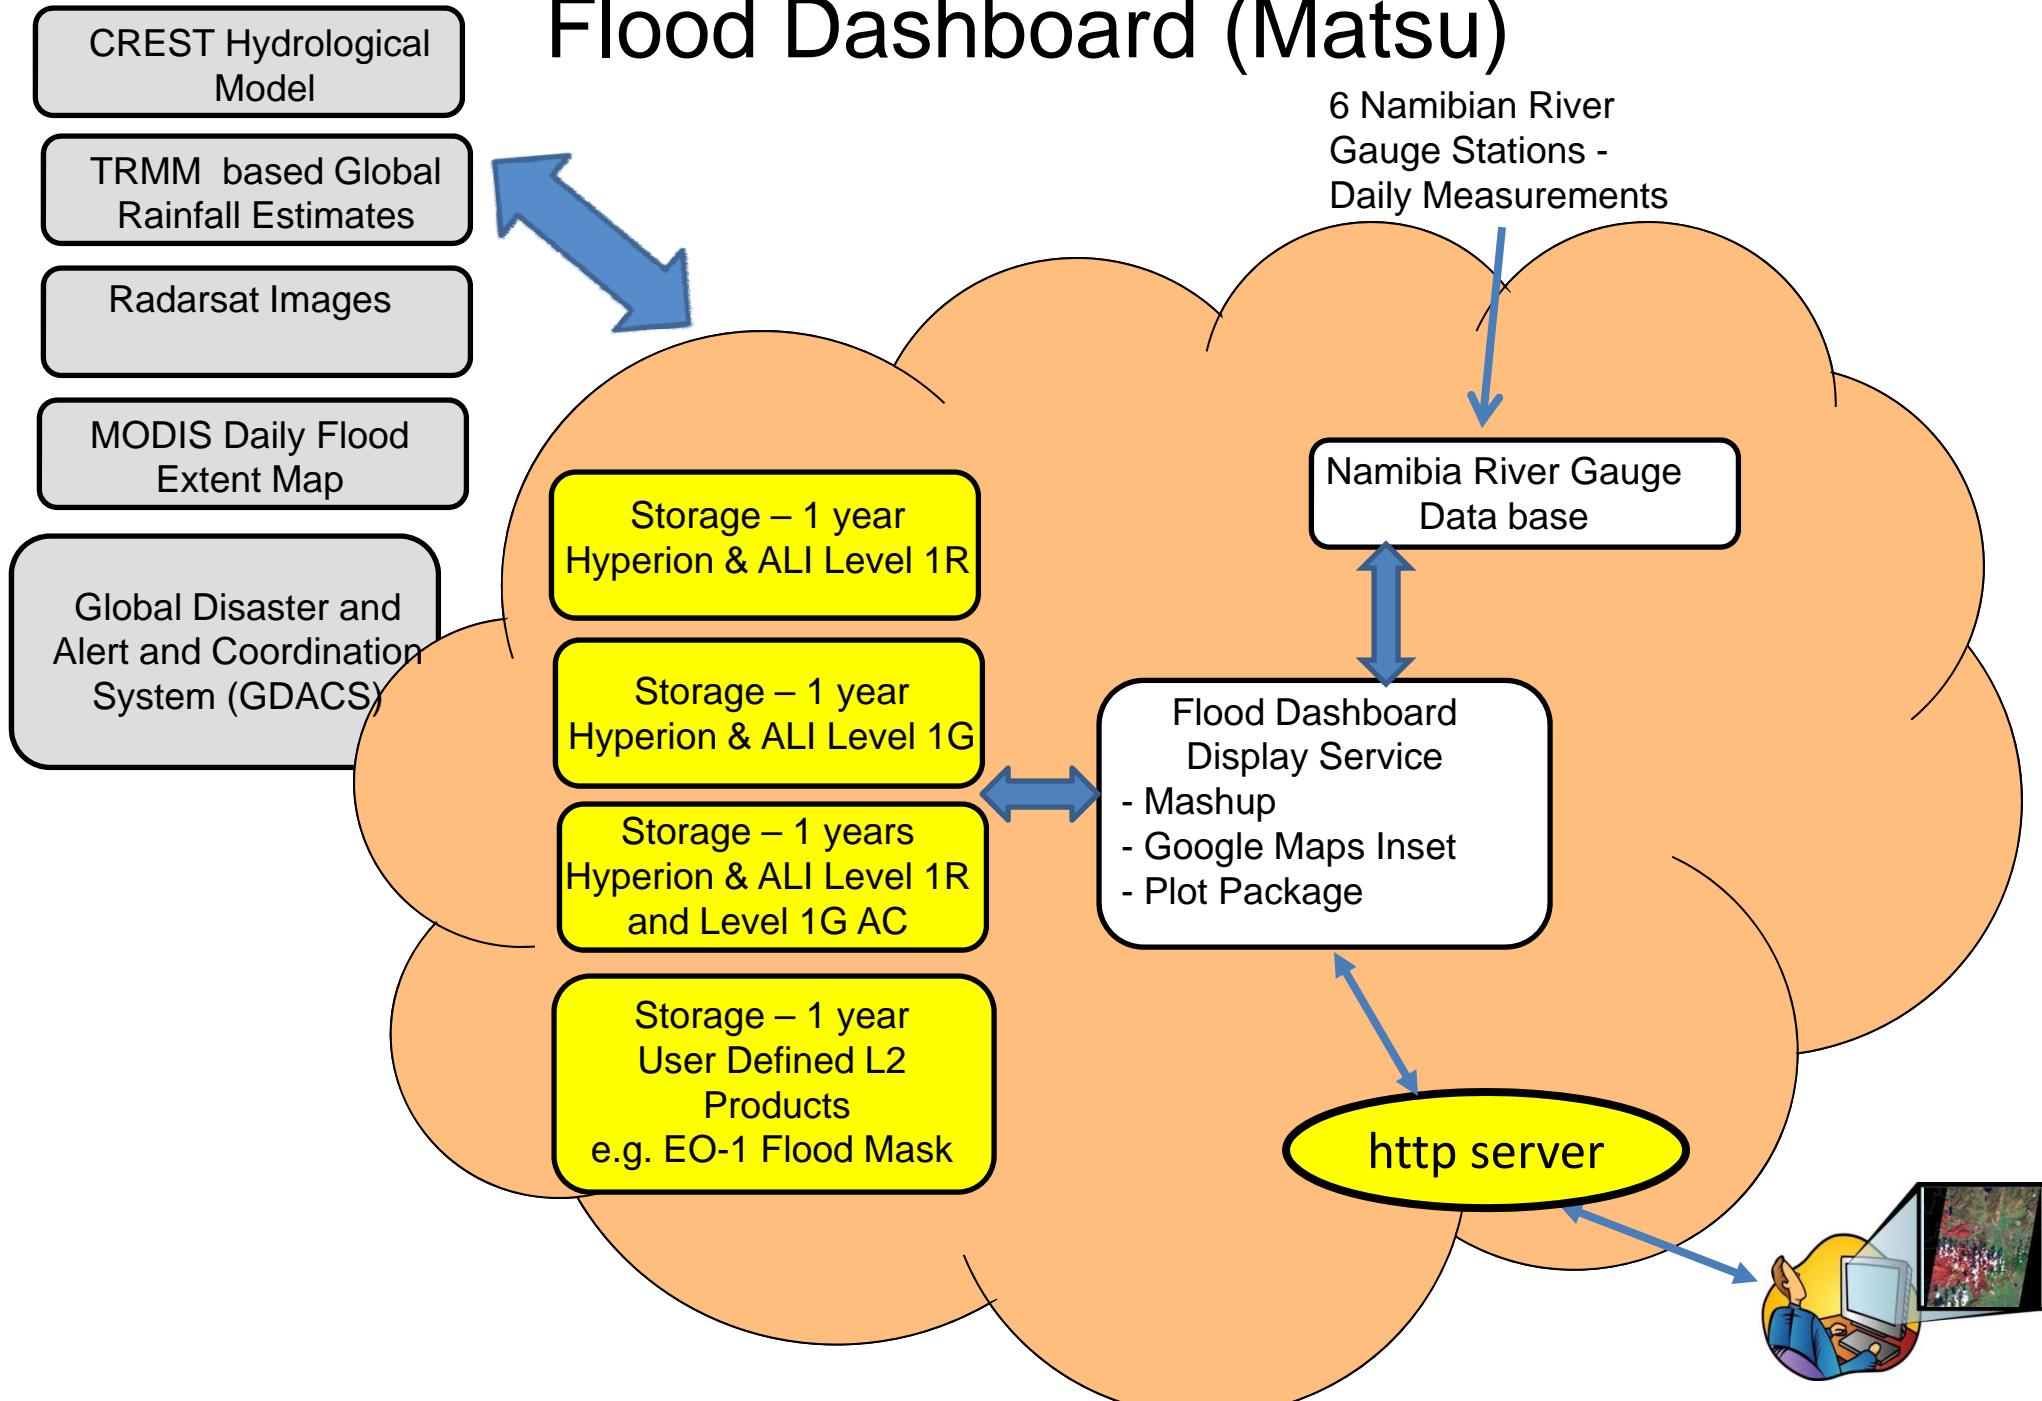 Flood Dashboard (Matsu)
CREST Hydrological
Model
TRMM  based Global
Rainfall Estimates
Radarsat Images
MODIS Daily Flood
Extent Map
Global Disaster and
Alert and Coordination
System (GDACS)
6 Namibian River
Gauge Stations -
Daily Measurements
Storage – 1 year
Hyperion & ALI Level 1R
Storage – 1 year
Hyperion & ALI Level 1G
Storage – 1 years
Hyperion & ALI Level 1R
and Level 1G AC
Storage – 1 year
User Defined L2
Products
e.g. EO-1 Flood Mask
Namibia River Gauge
Data base
Flood Dashboard
Display Service
- Mashup
- Google Maps Inset
- Plot Package
http server